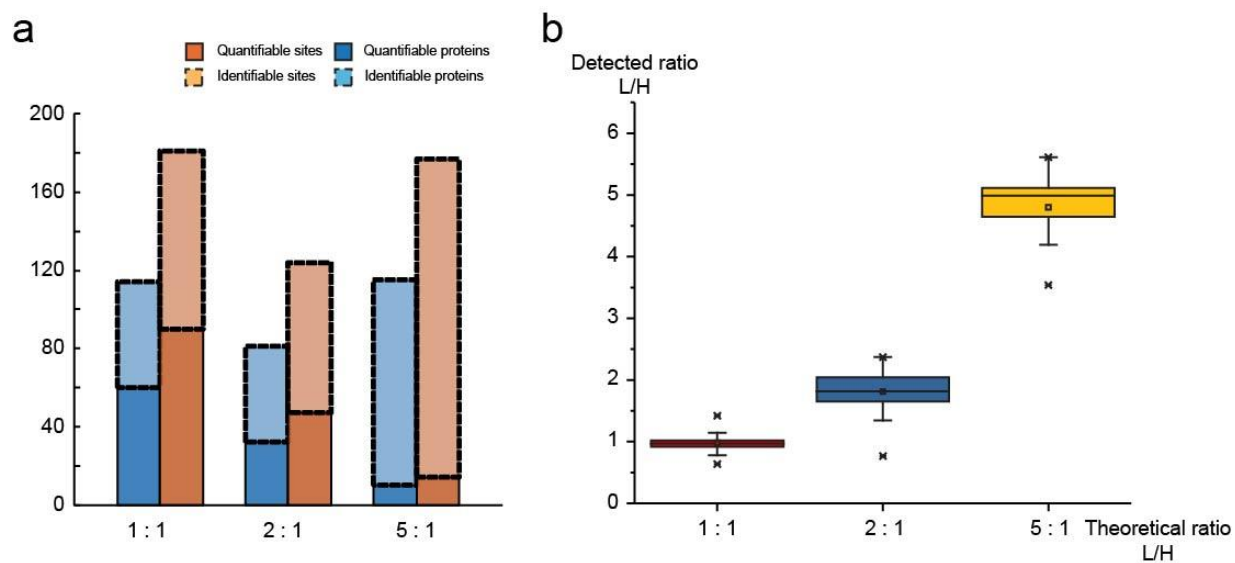 a
Quantifiable sites
Quantifiable proteins
Identifiable sites
Identifiable proteins
200
160
120
80
40
0
1 : 1
2 : 1
5 : 1
b
Detected ratio
L/H
6
5
4
3
2
1
0
1 : 1
2 : 1
5 : 1
Theoretical ratio
L/H